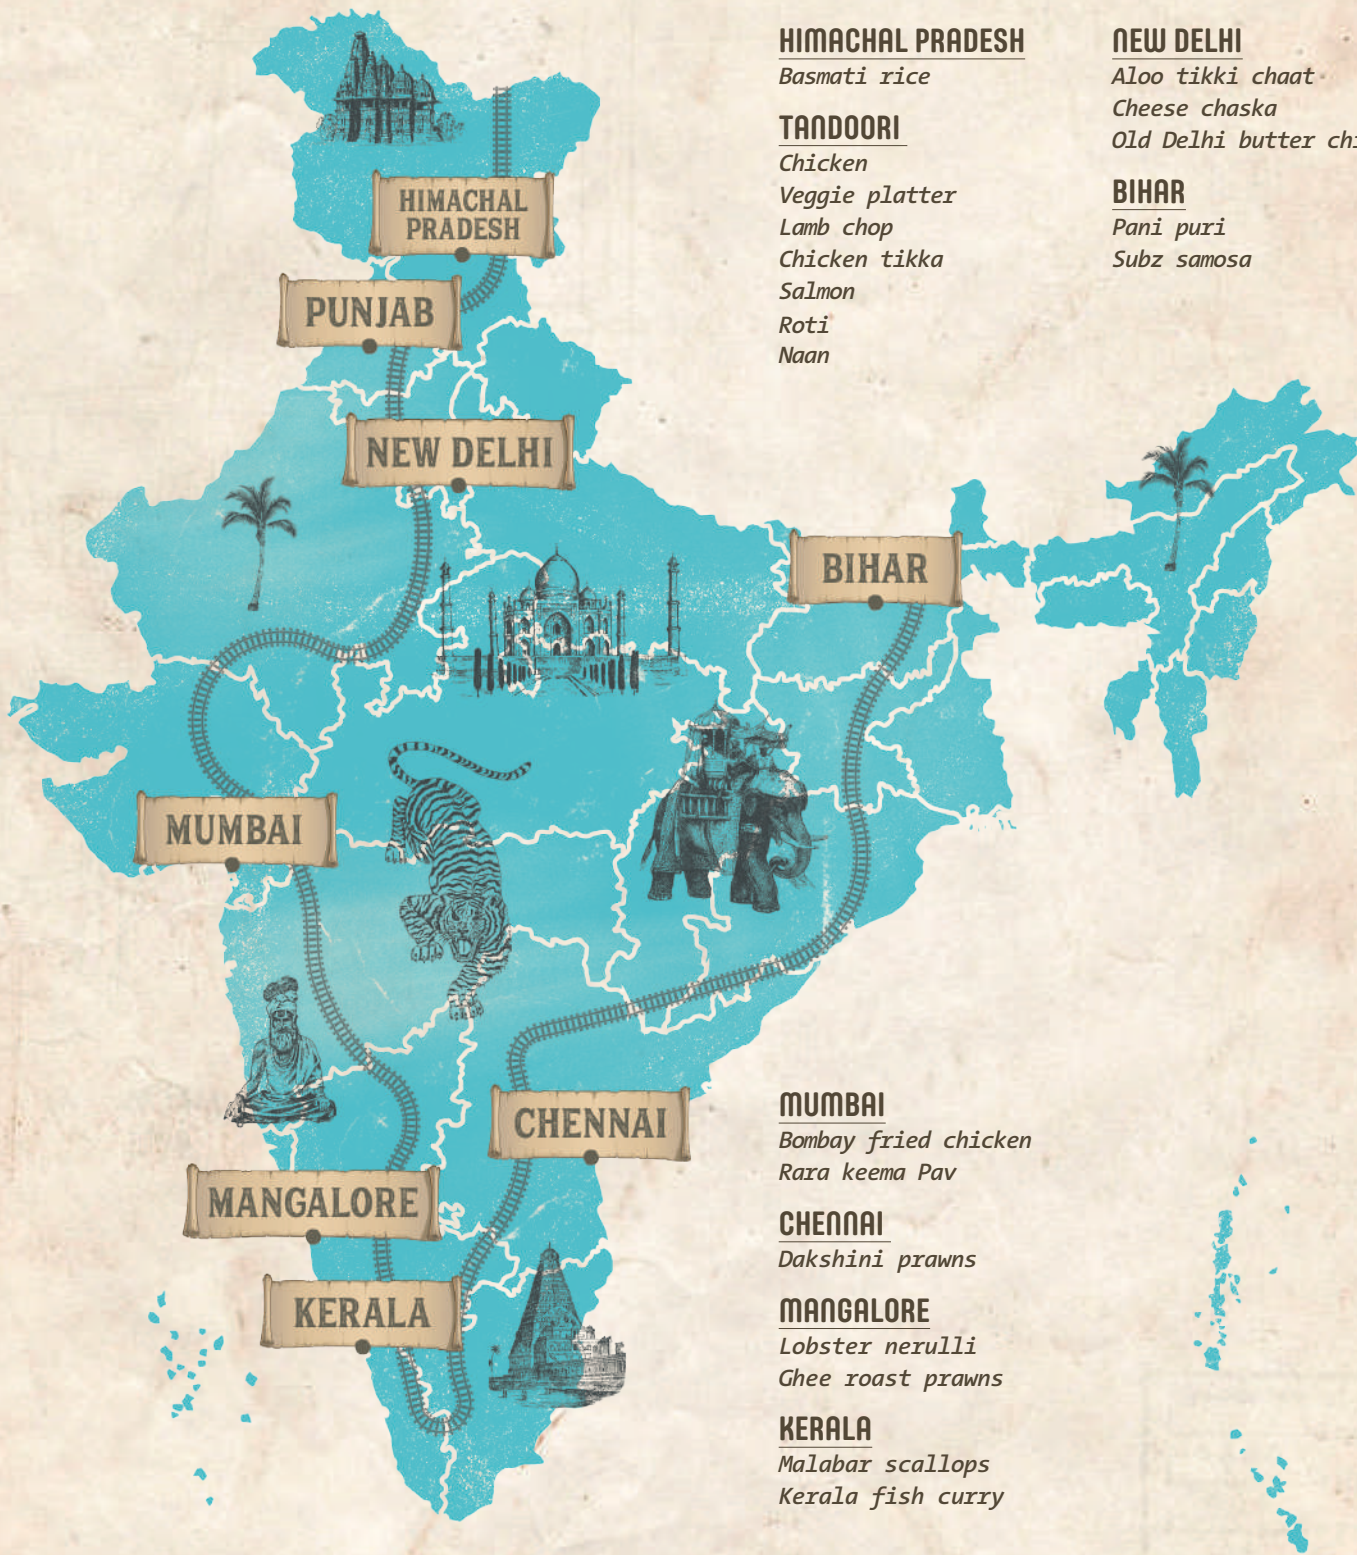 HIMACHAL
PRADESH
PUNJAB
NEW DELHI
BIHAR
MUMBAI
CHENNAI
MANGALORE
KERALA
HIMACHAL PRADESH
Basmati rice
TANDOORI
Chicken
Veggie platter
Lamb chop
Chicken tikka
Salmon
Roti
Naan
NEW DELHI
Aloo tikki chaat
Cheese chaska
Old Delhi butter
BIHAR
Pani puri
Subz samosa
MUMBAI
Bombay fried chicken
Rara keema Pav
CHENNAI
Dakshini prawns
MANGALORE
Lobster nerulli
Ghee roast prawns
KERALA
Malabar scallops
Kerala fish curry